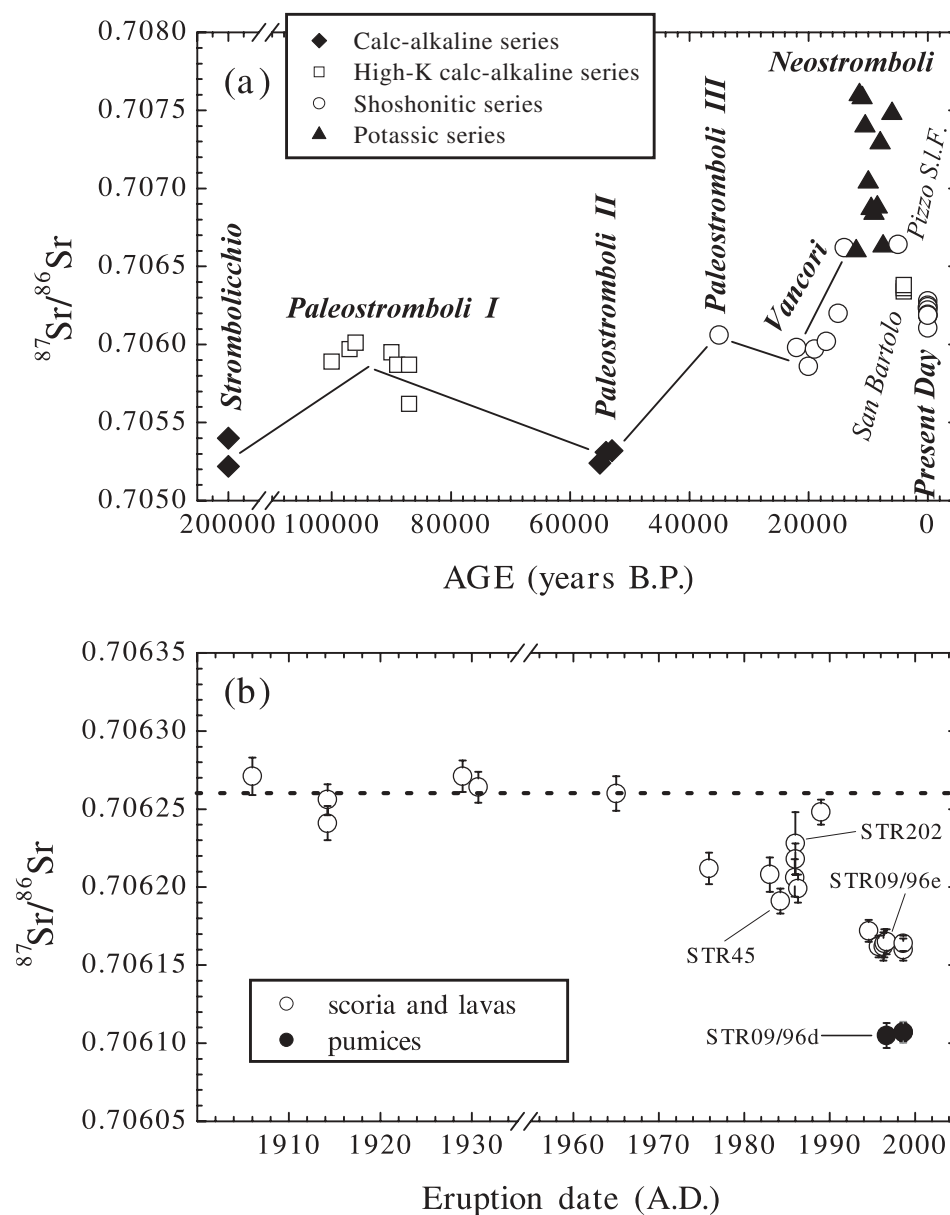 0.7080
0.7075
0.7070
0.7065
0.7060
0.7055
0.7050
87Sr/86Sr
(a)
Calc-alkaline series
High-K calc-alkaline series
Shoshonitic series
Potassic series
Strombolicchio
Paleostromboli I
Paleostromboli II
Paleostromboli III
Vancori
Neostromboli
Pizzo S.l.F.
San Bartolo
Present Day
200000 100000 80000 60000 40000 20000 0
AGE (years B.P.)
0.70635
0.70630
0.70625
0.70620
0.70615
0.70610
0.70605
87Sr/86Sr
(b)
STR202
STR09/96e
STR45
STR09/96d
scoria and lavas
pumices
1910 1920 1930 1960 1970 1980 1990 2000
Eruption date (A.D.)